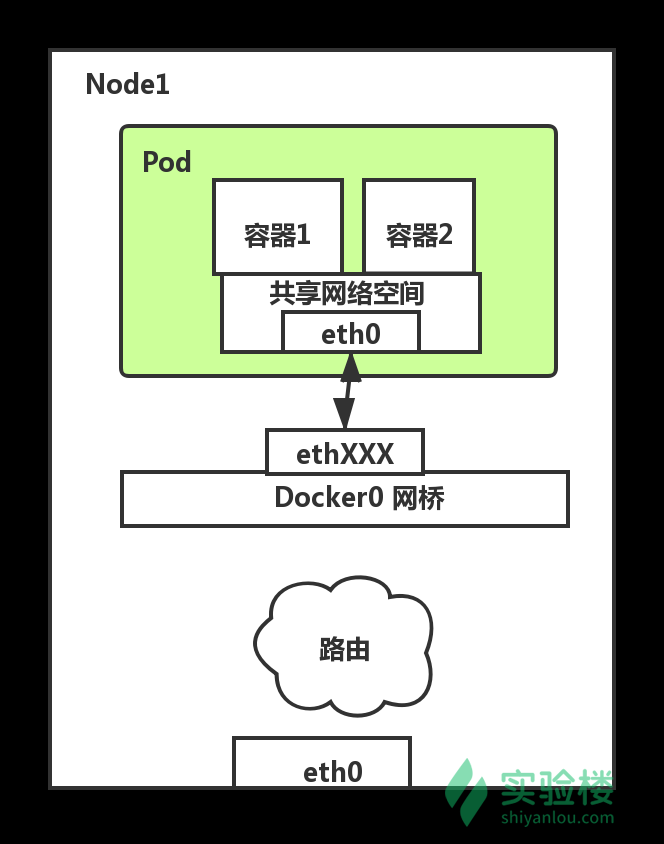 Node1
Pod
容器1
容器2
共享网络空间
eth0
ethXXX
Docker0 网桥
路由
eth0
实验楼
shiyanlou.com